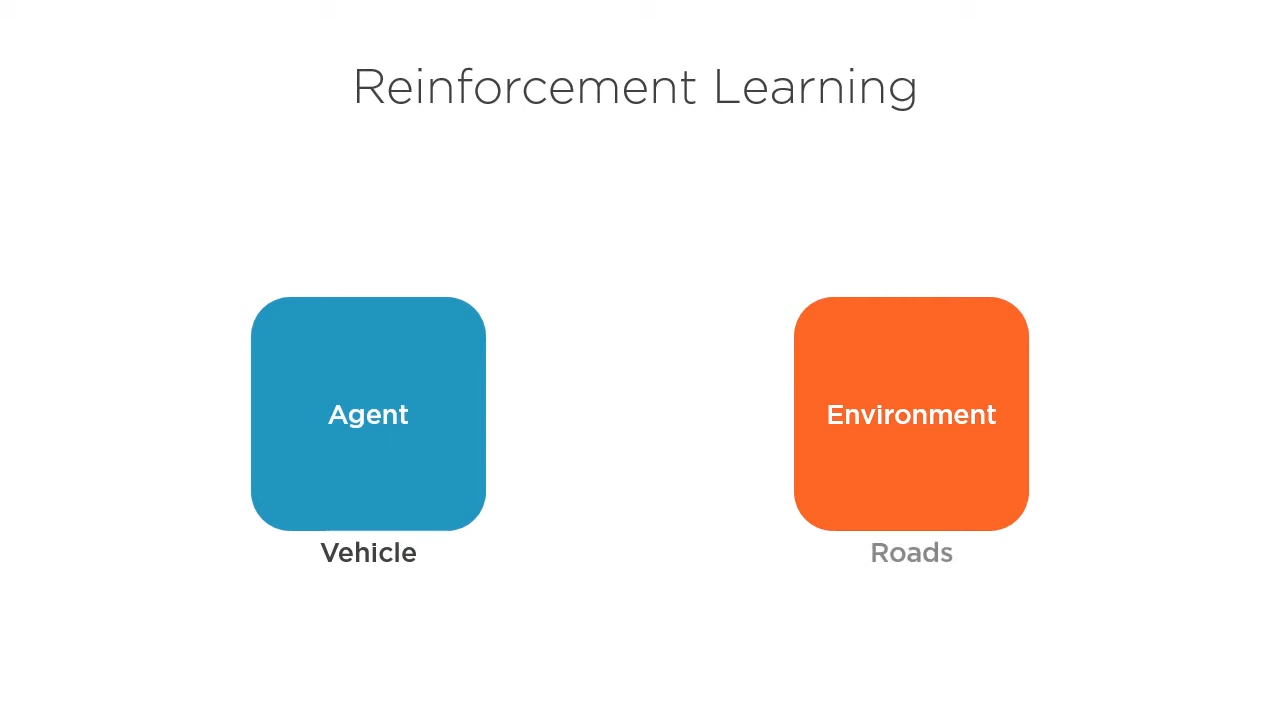 Reinforcement Learning
Agent
Environment
Vehicle
Roads